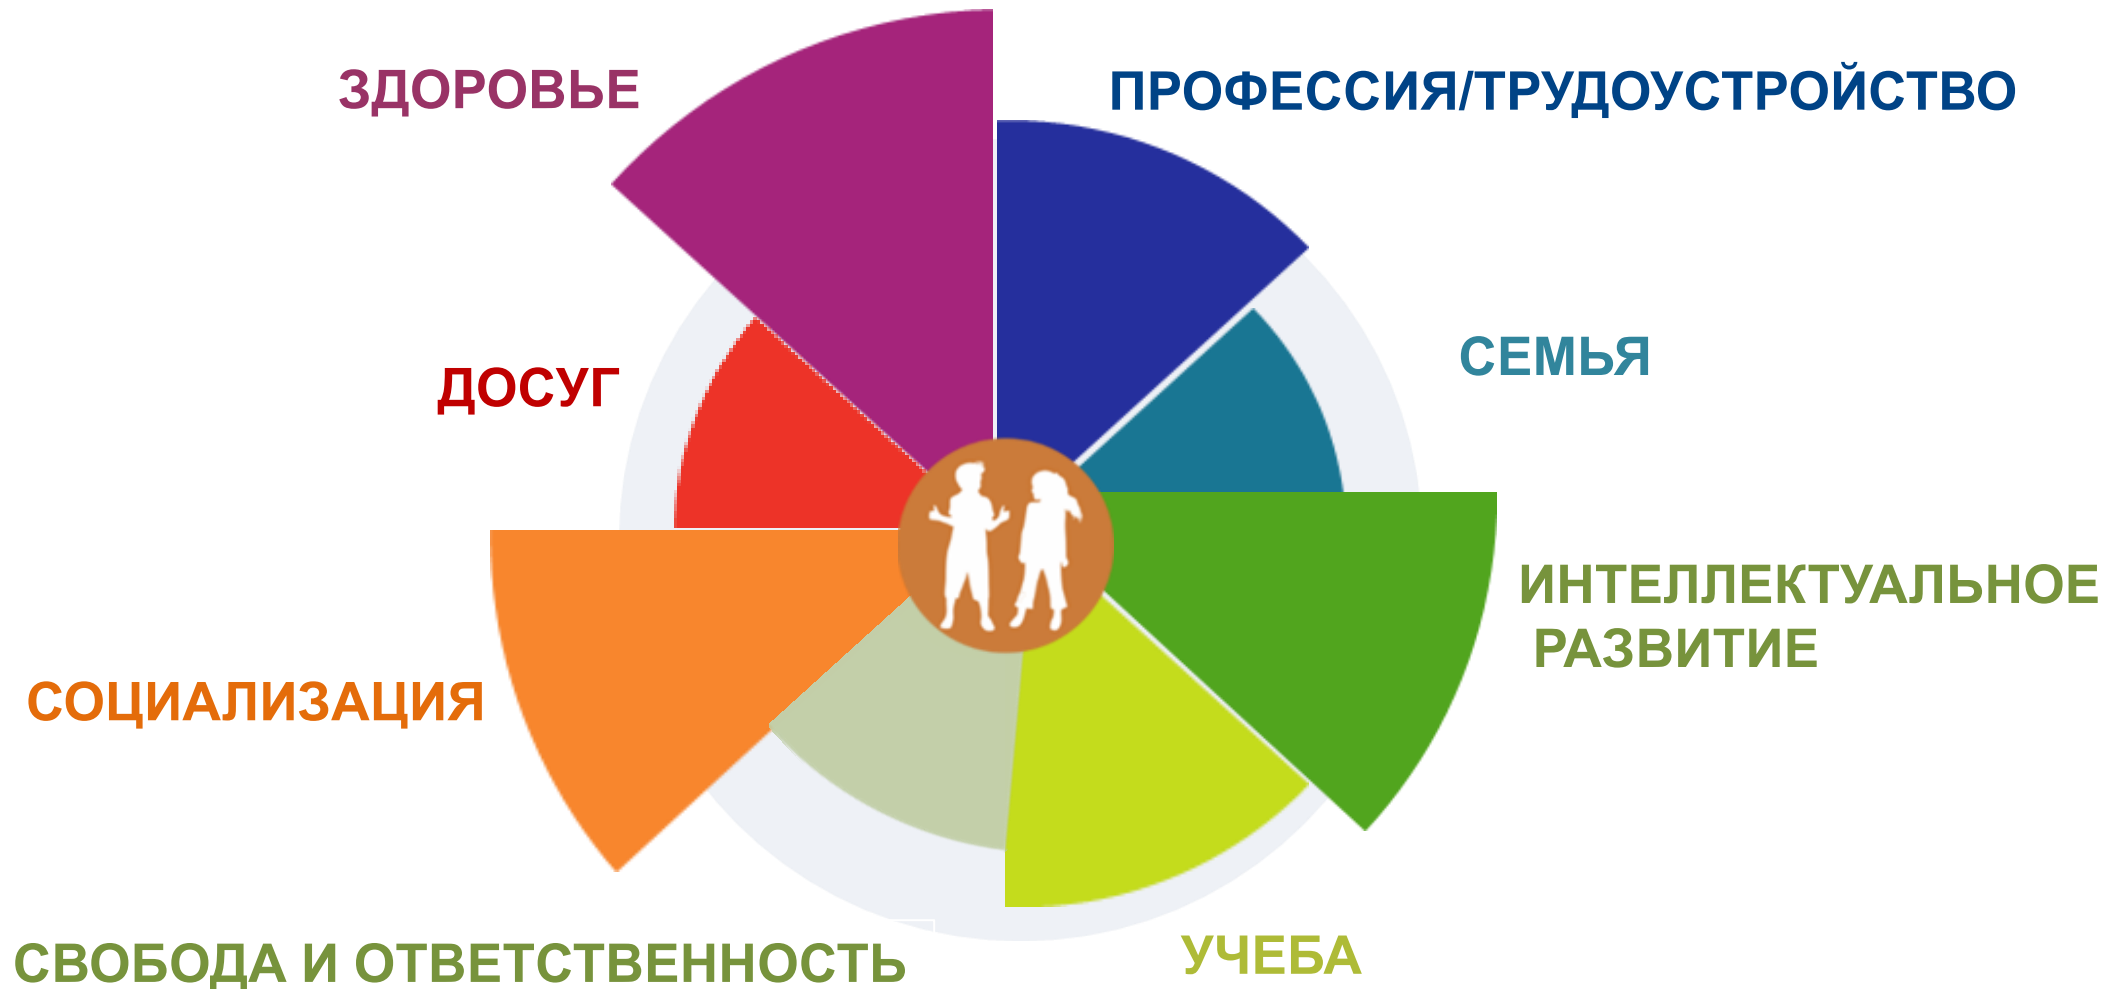 ЗДОРОВЬЕ
ПРОФЕССИЯ/ТРУДОУСТРОЙСТВО
СЕМЬЯ
ДОСУГ
ИНТЕЛЛЕКТУАЛЬНОЕ
РАЗВИТИЕ
СОЦИАЛИЗАЦИЯ
УЧЕБА
СВОБОДА И ОТВЕТСТВЕННОСТЬ